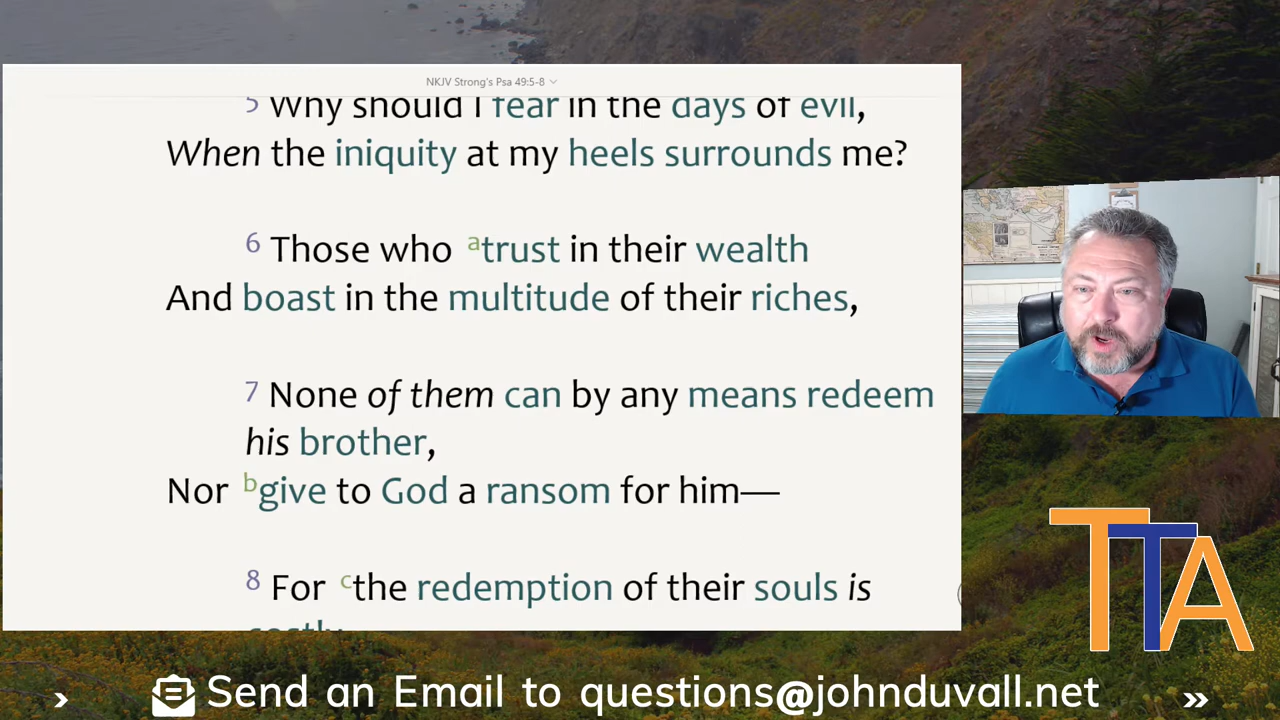 NKJV Strong's Psa 49:5-8
5 Why should I fear in the days of evil,
When the iniquity at my heels surrounds me?
6 Those who atrust in their wealth
And boast in the multitude of their riches,
7 None of them can by any means redeem
his brother,
Nor bgive to God a ransom for him—
8 For cthe redemption of their souls is
costly
TTA
Send an Email to questions@johnduvall.net